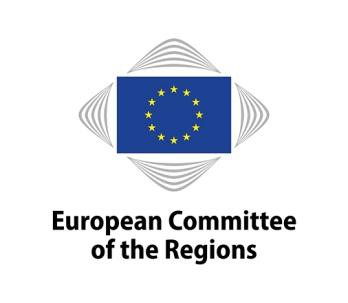 European Committee
of the Regions